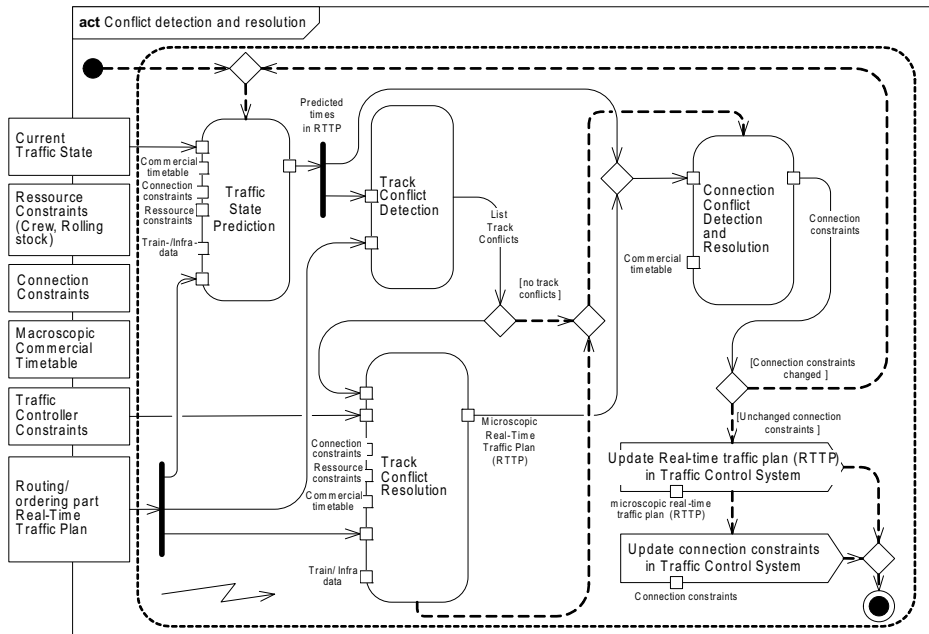 act Conflict detection and resolution
Current
Traffic State
Ressource
Constraints
(Crew, Rolling
stock)
Connection
Constraints
Macroscopic
Commercial
Timetable
Traffic
Controller
Constraints
Routing/
ordering part
Real-Time
Traffic Plan
Commercial
timetable
Connection
constraints
Ressource
constraints
Train-/Infra-
data
Traffic
State
Prediction
Predicted
times
in RTTP
Track
Conflict
Detection
List
Track
Conflicts
[no track
conflicts ]
Connection
constraints
Ressource
constraints
Commercial
timetable
Train/ Infra
data
Track
Conflict
Resolution
Microscopic
Real-Time
Traffic Plan
(RTTP)
Commercial
timetable
Connection
Conflict
Detection
and
Resolution
Connection
constraints
[Connection constraints
changed ]
[Unchanged connection
constraints ]
Update Real-time traffic plan (RTTP)
in Traffic Control System
microscopic real-time
traffic plan (RTTP)
Update connection constraints
in Traffic Control System
Connection constraints